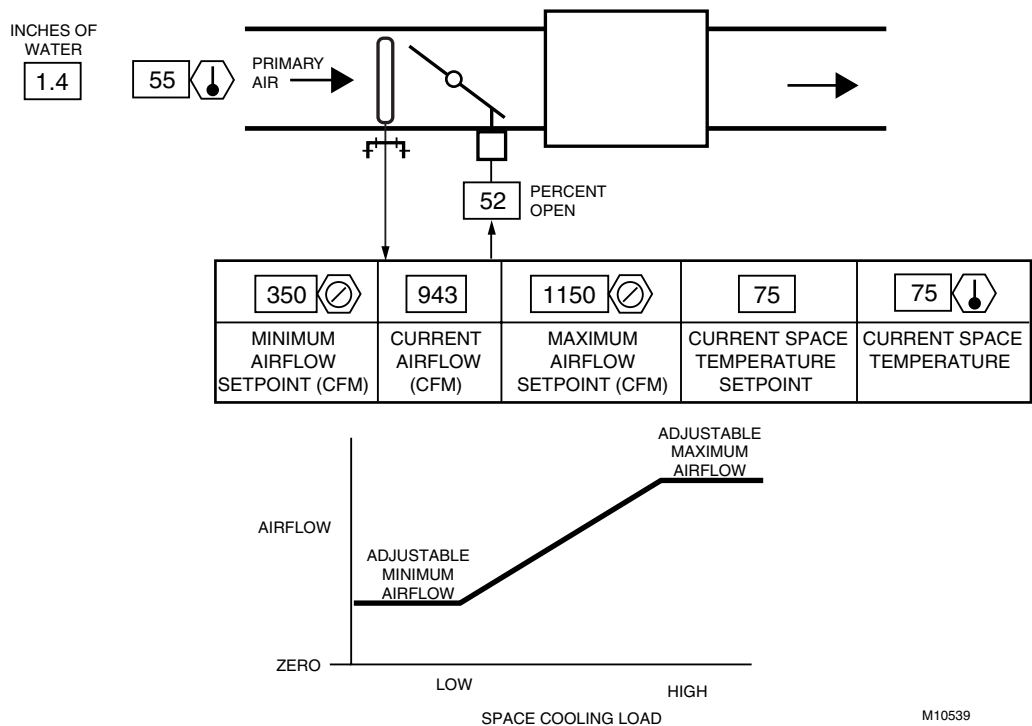 INCHES OF
WATER
1.4
55
PRIMARY
AIR
52
PERCENT
OPEN
350
943
1150
75
75
MINIMUM
AIRFLOW
SETPOINT (CFM)
CURRENT
AIRFLOW
(CFM)
MAXIMUM
AIRFLOW
SETPOINT (CFM)
CURRENT SPACE
TEMPERATURE
SETPOINT
CURRENT SPACE
TEMPERATURE
ADJUSTABLE
MAXIMUM
AIRFLOW
AIRFLOW
ADJUSTABLE
MINIMUM
AIRFLOW
ZERO
LOW
HIGH
SPACE COOLING LOAD
M10539